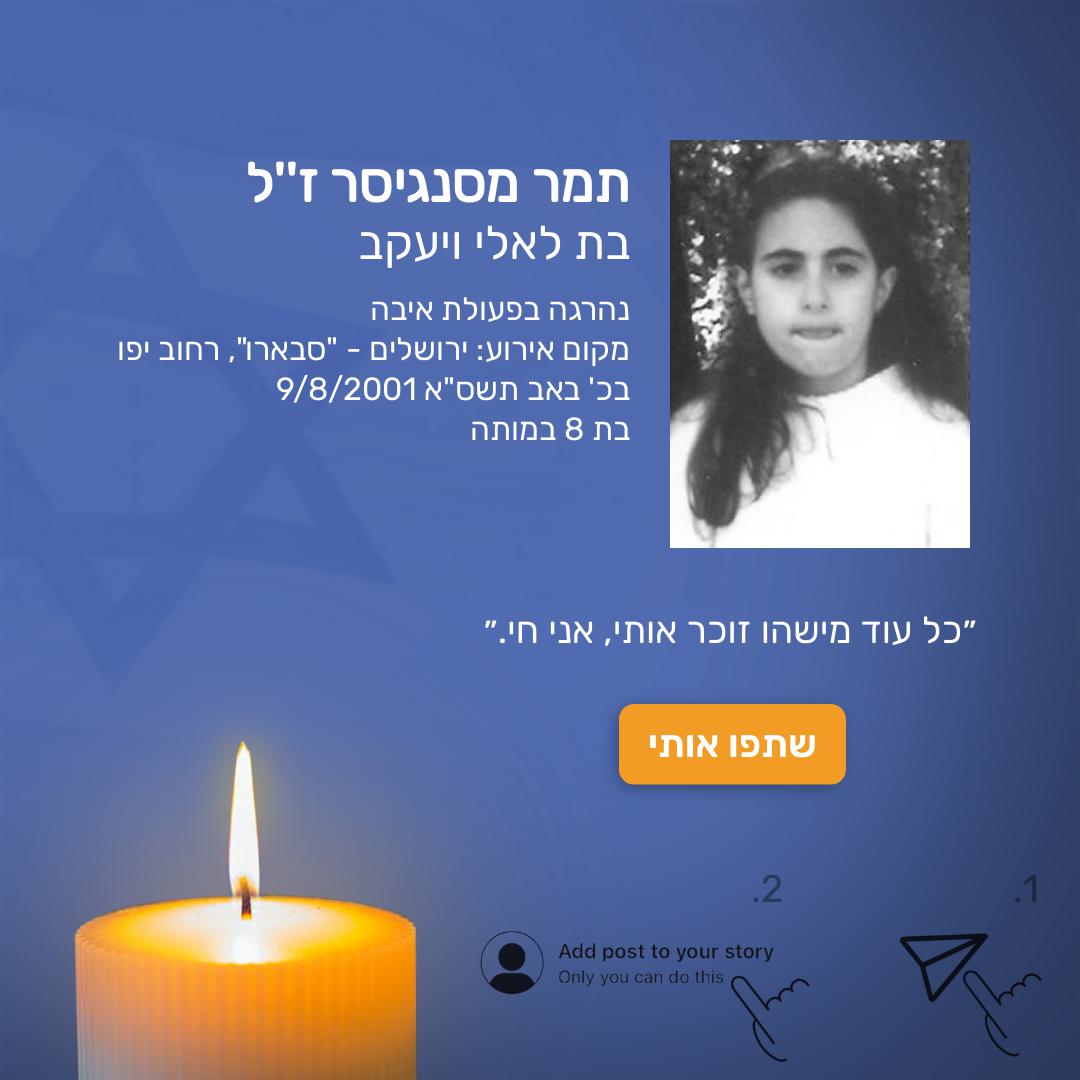 תמר מסנגיסר ז"ל
בת לאלי ויעקב
נהרגה בפעולת איבה
מקום אירוע: ירושלים - "סבארו", רחוב יפו
בכ' באב תשס"א 9/8/2001
בת 8 במותה
״כל עוד מישהו זוכר אותי, אני חי.״
שתפו אותי
.1
.2
Add post to your story
Only you can do this